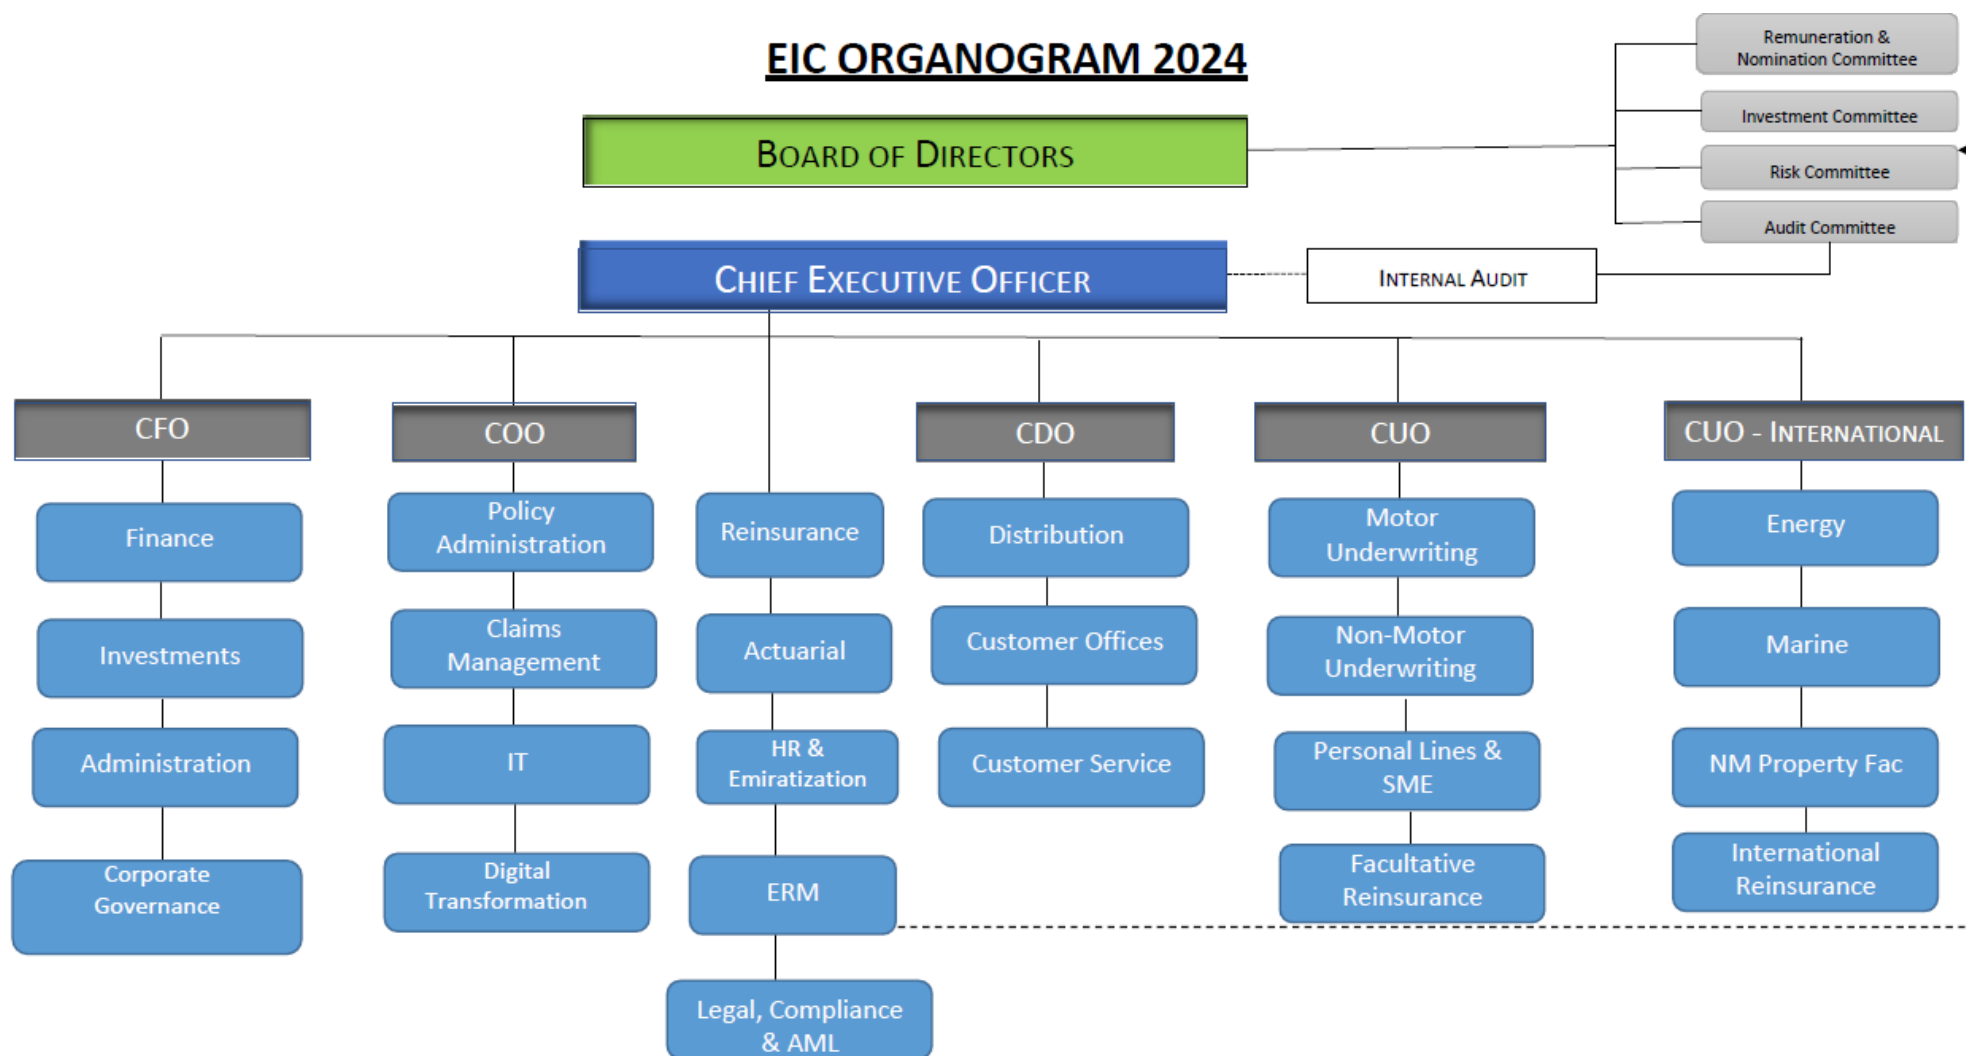 EIC ORGANOGRAM 2024
Remuneration &
Nomination Committee
Investment Committee
Risk Committee
Audit Committee
BOARD OF DIRECTORS
CHIEF EXECUTIVE OFFICER
INTERNAL AUDIT
CFO
Finance
Investments
Administration
Corporate
Governance
COO
Policy
Administration
Claims
Management
IT
Digital
Transformation
Reinsurance
Actuarial
HR &
Emiratization
ERM
Legal, Compliance
& AML
CDO
Distribution
Customer Offices
Customer Service
CUO
Motor
Underwriting
Non-Motor
Underwriting
Personal Lines &
SME
Facultative
Reinsurance
CUO - INTERNATIONAL
Energy
Marine
NM Property Fac
International
Reinsurance